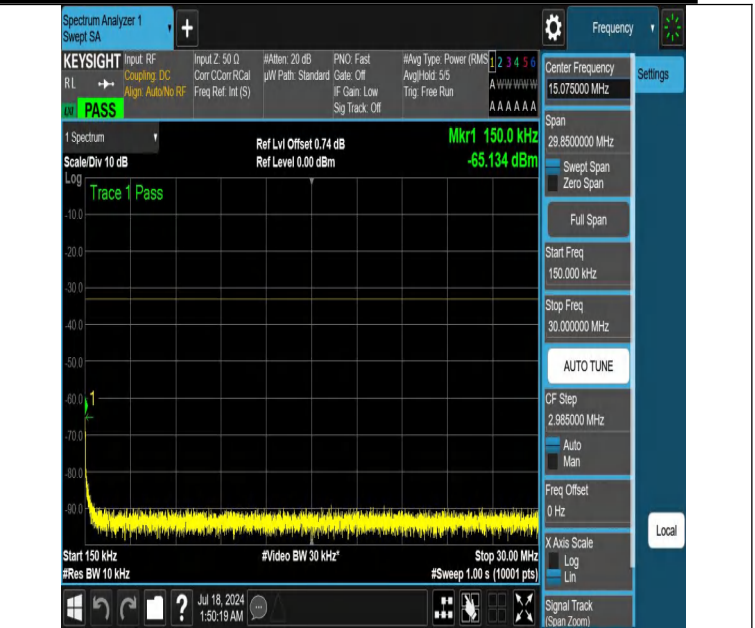 Spectrum Analyzer 1
Swept SA
+
Frequency
KEYSIGHT
RL
PASS
Input: RF
Coupling: DC
Align: Auto/No RF
Input Z: 50 Ω
Corr CCorr RCal
Freq Ref: Int (S)
#Atten: 20 dB
µW Path: Standard
PNO: Fast
Gate: Off
IF Gain: Low
Sig Track: Off
#Avg Type: Power (RMS
Avg|Hold: 5/5
Trig: Free Run
1 2 3 4 5 6
A W W W W W
A A A A A A
1 Spectrum
Scale/Div 10 dB
Ref Lvl Offset 0.74 dB
Ref Level 0.00 dBm
Mkr1 150.0 kHz
-65.134 dBm
Log
Trace 1 Pass
-10.0
-20.0
-30.0
-40.0
-50.0
-60.0
1
-70.0
-80.0
-90.0
Start 150 kHz
#Video BW 30 kHz*
Stop 30.00 MHz
#Res BW 10 kHz
#Sweep 1.00 s (10001 pts)
?
Jul 18, 2024
1:50:19 AM
Center Frequency
15.075000 MHz
Settings
Span
29.8500000 MHz
Swept Span
Zero Span
Full Span
Start Freq
150.000 kHz
Stop Freq
30.000000 MHz
AUTO TUNE
CF Step
2.985000 MHz
Auto
Man
Freq Offset
0 Hz
X Axis Scale
Log
Lin
Local
Signal Track
(Span Zoom)